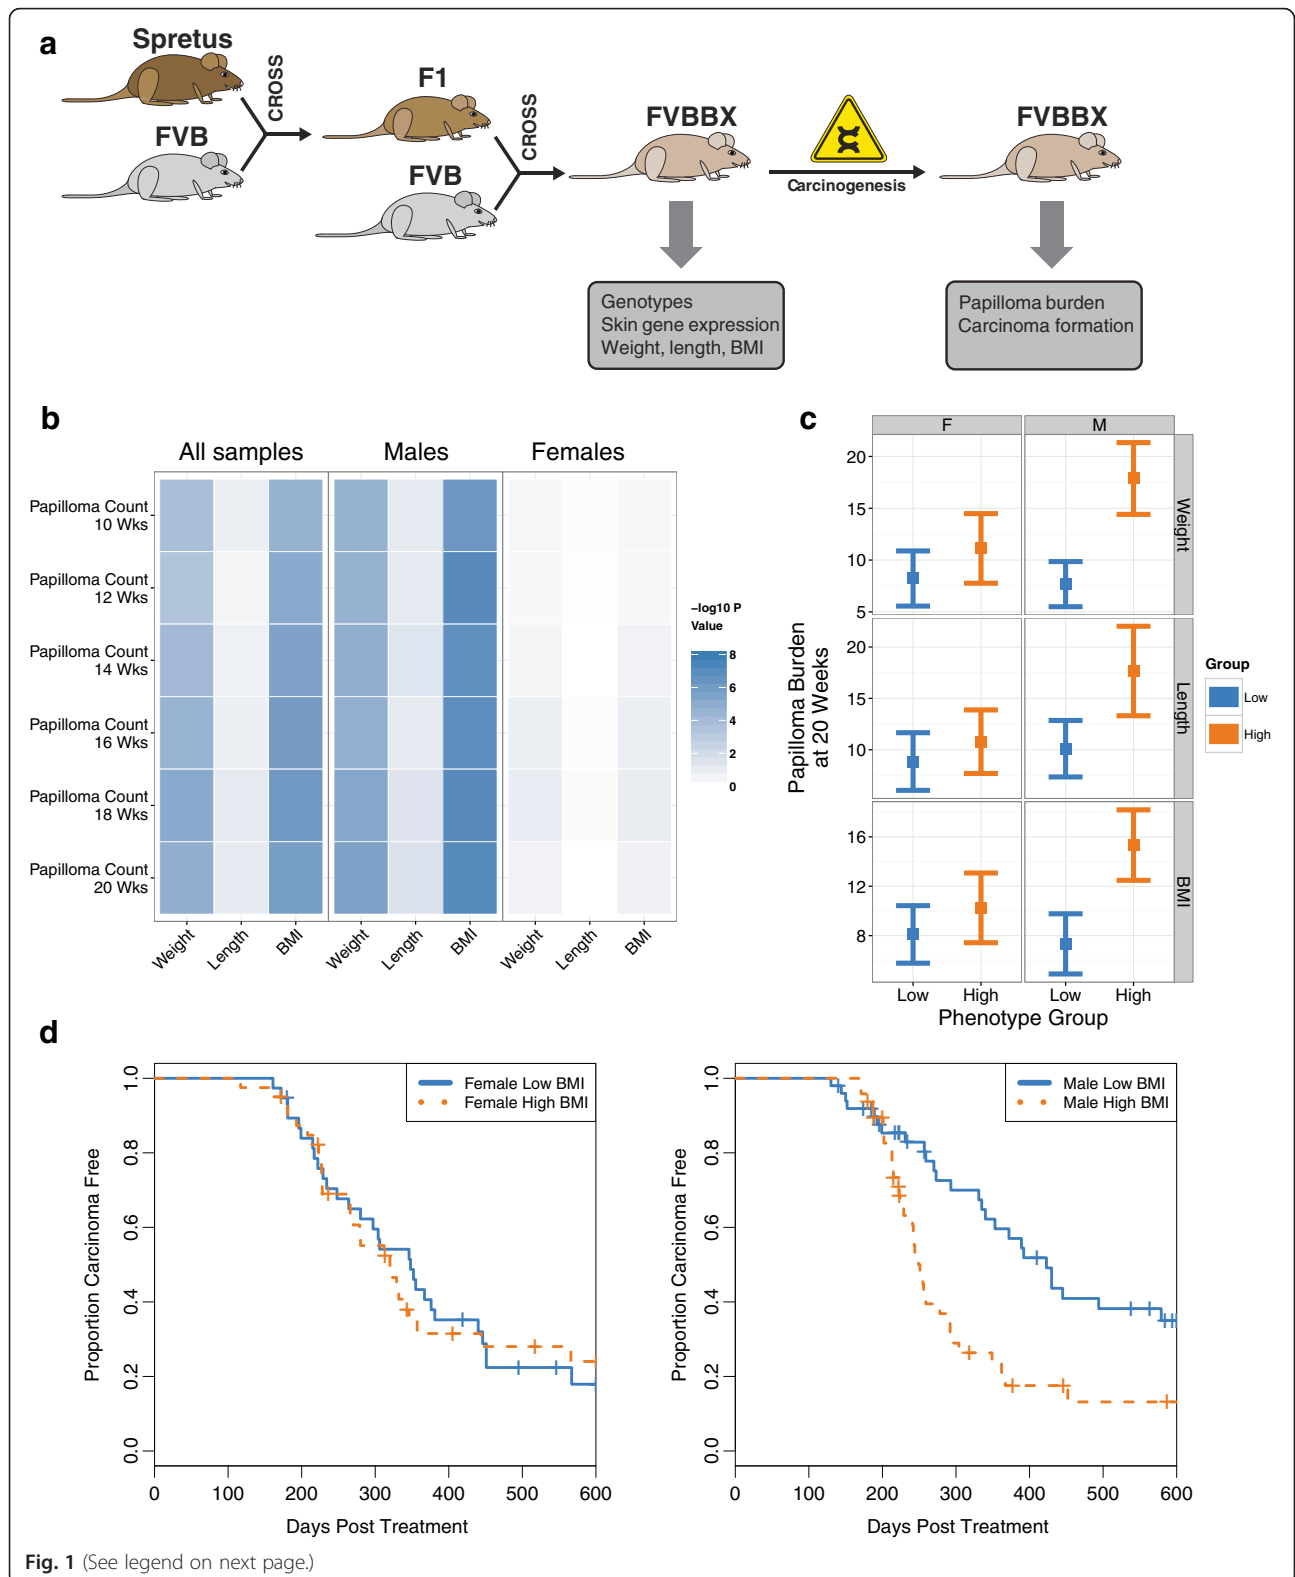 a
Spretus
CROSS
F1
FVB
CROSS
FVB
FVBBX
Carcinogenesis
FVBBX
Genotypes
Skin gene expression
Weight, length, BMI
Papilloma burden
Carcinoma formation
b
All samples
Males
Females
Papilloma Count
10 Wks
Papilloma Count
12 Wks
Papilloma Count
14 Wks
Papilloma Count
16 Wks
Papilloma Count
18 Wks
Papilloma Count
20 Wks
Weight
Length
BMI
Weight
Length
BMI
Weight
Length
BMI
−log10 P
Value
8
6
4
2
0
c
F
M
20
15
10
5
Weight
20
15
10
Length
16
12
8
BMI
Papilloma Burden
at 20 Weeks
Low
High
Low
High
Phenotype Group
Group
Low
High
d
Proportion Carcinoma Free
1.0
0.8
0.6
0.4
0.2
0.0
Female Low BMI
Female High BMI
0 100 200 300 400 500 600
Days Post Treatment
Proportion Carcinoma Free
1.0
0.8
0.6
0.4
0.2
0.0
Male Low BMI
Male High BMI
0 100 200 300 400 500 600
Days Post Treatment
Fig. 1 (See legend on next page.)